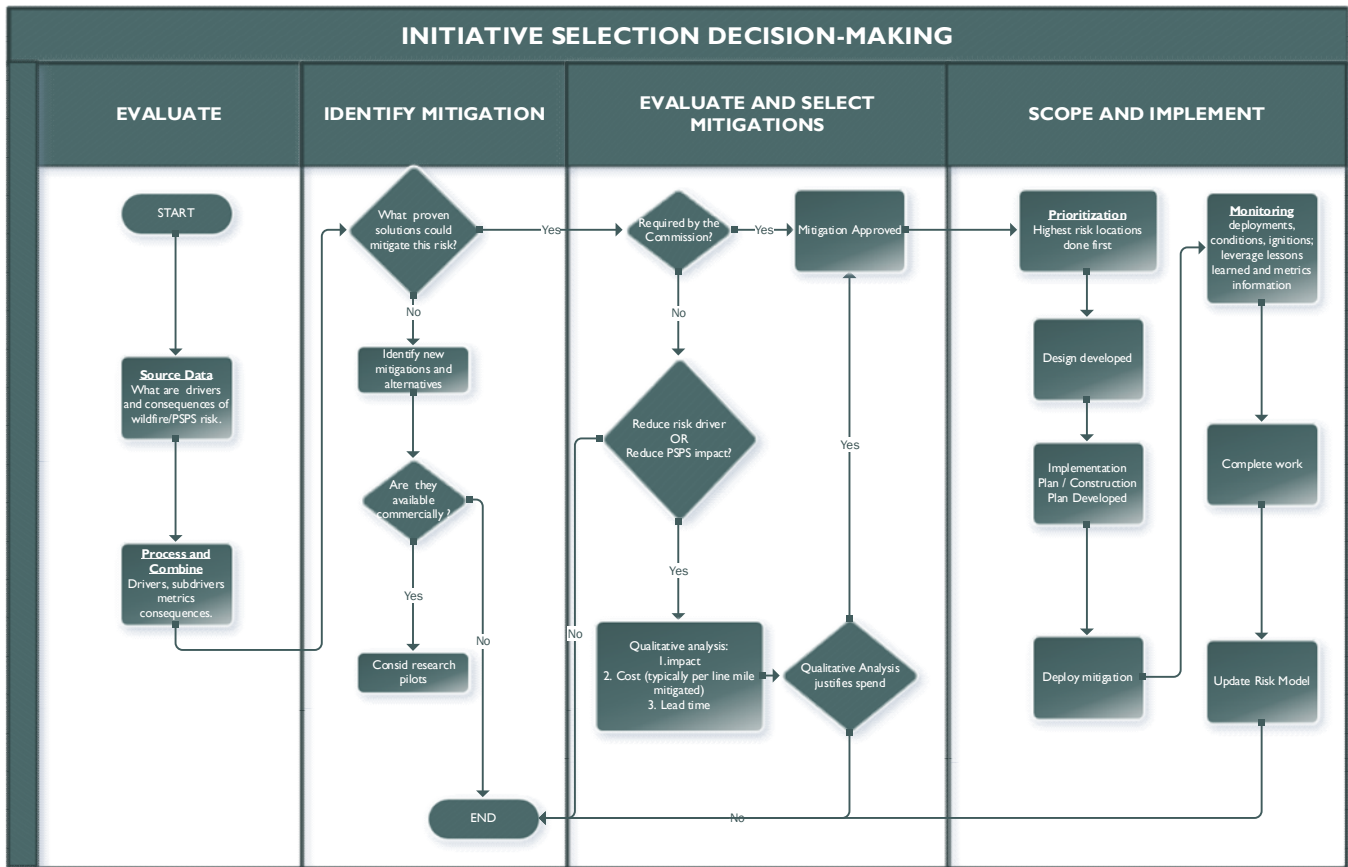 INITIATIVE SELECTION DECISION-MAKING
EVALUATE
IDENTIFY MITIGATION
EVALUATE AND SELECT
MITIGATIONS
SCOPE AND IMPLEMENT
START
Source Data
What are drivers
and consequences of
wildfire/PSPS risk.
Process and
Combine
Drivers, subdrivers
metrics
consequences.
What proven
solutions could
mitigate this risk?
Yes
No
Identify new
mitigations and
alternatives
Are they
available
commercially ?
Yes
No
Consid research
pilots
END
Required by the
Commission?
Yes
No
Mitigation Approved
Reduce risk driver
OR
Reduce PSPS impact?
Yes
No
Qualitative analysis:
1.impact
2. Cost (typically per line mile
mitigated)
3. Lead time
Qualitative Analysis
justifies spend
Yes
No
Prioritization
Highest risk locations
done first
Design developed
Implementation
Plan / Construction
Plan Developed
Deploy mitigation
Monitoring
deployments,
conditions, ignitions;
leverage lessons
learned and metrics
information
Complete work
Update Risk Model